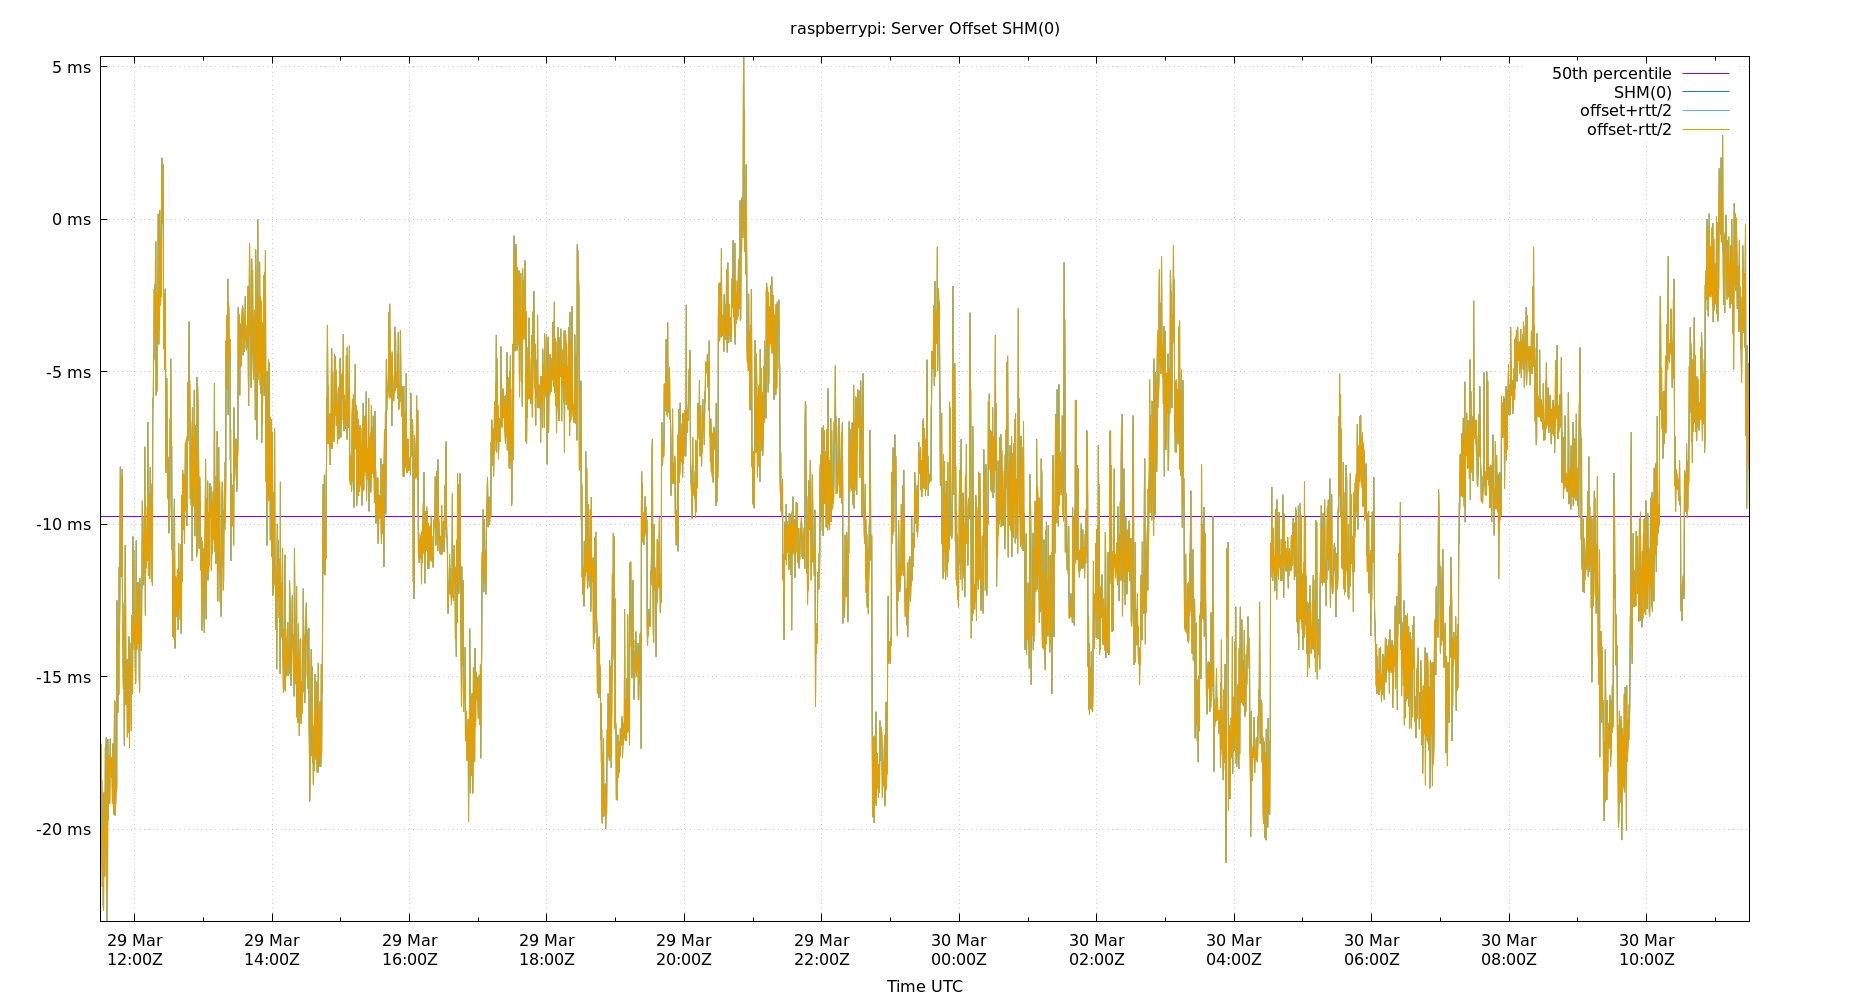 raspberrypi: Server Offset SHM(0)
50th percentile
SHM(0)
offset+rtt/2
offset-rtt/2
5 ms
0 ms
-5 ms
-10 ms
-15 ms
-20 ms
29 Mar 29 Mar 29 Mar 29 Mar 29 Mar 29 Mar 30 Mar 30 Mar 30 Mar 30 Mar 30 Mar 30 Mar
12:00Z 14:00Z 16:00Z 18:00Z 20:00Z 22:00Z 00:00Z 02:00Z 04:00Z 06:00Z 08:00Z 10:00Z
Time UTC